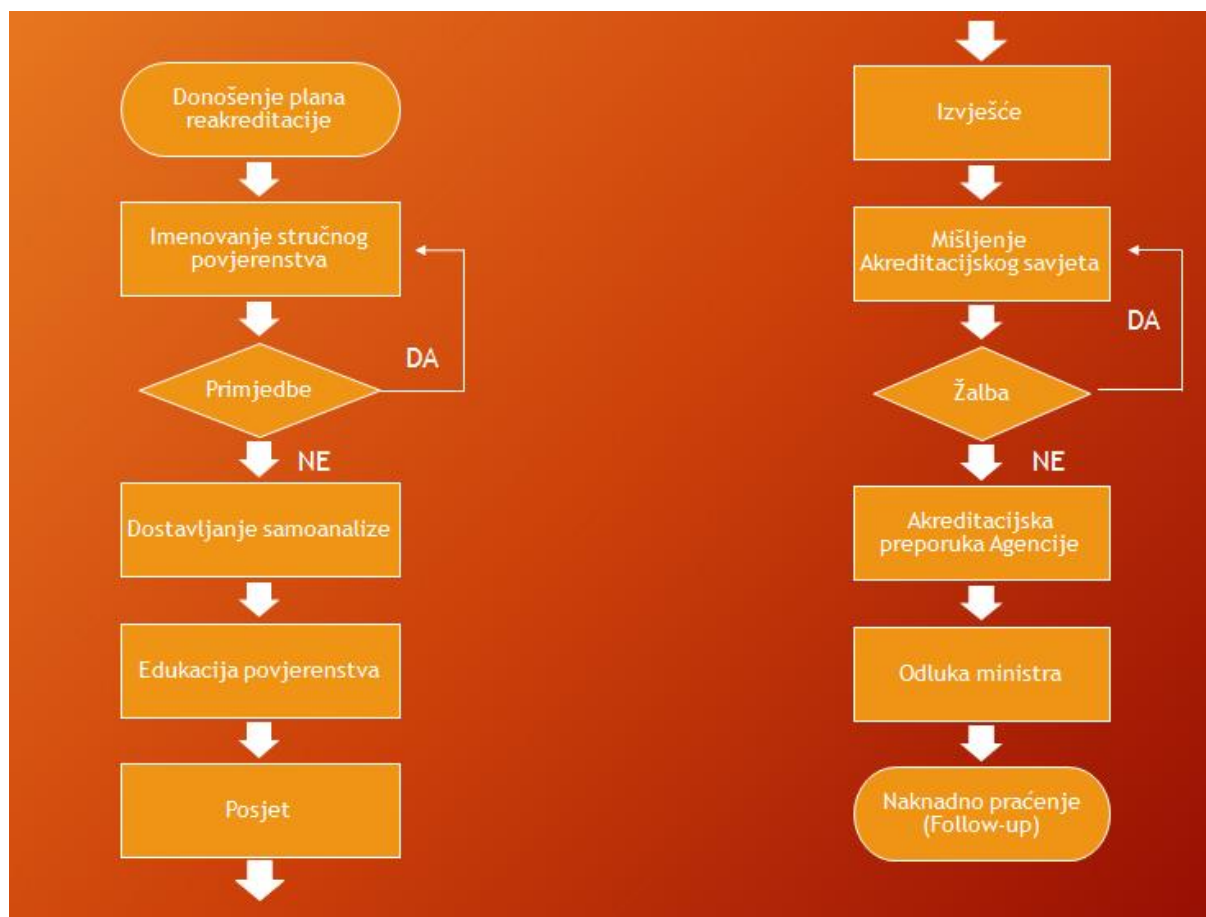 Donošenje plana
reakreditacije
Imenovanje stručnog
povjerenstva
DA
Primjedbe
NE
Dostavljanje samoanalize
Edukacija povjerenstva
Posjet
Izvješće
Mišljenje
Akreditacijskog savjeta
DA
Žalba
NE
Akreditacijska
preporuka Agencije
Odluka ministra
Naknadno praćenje
(Follow-up)